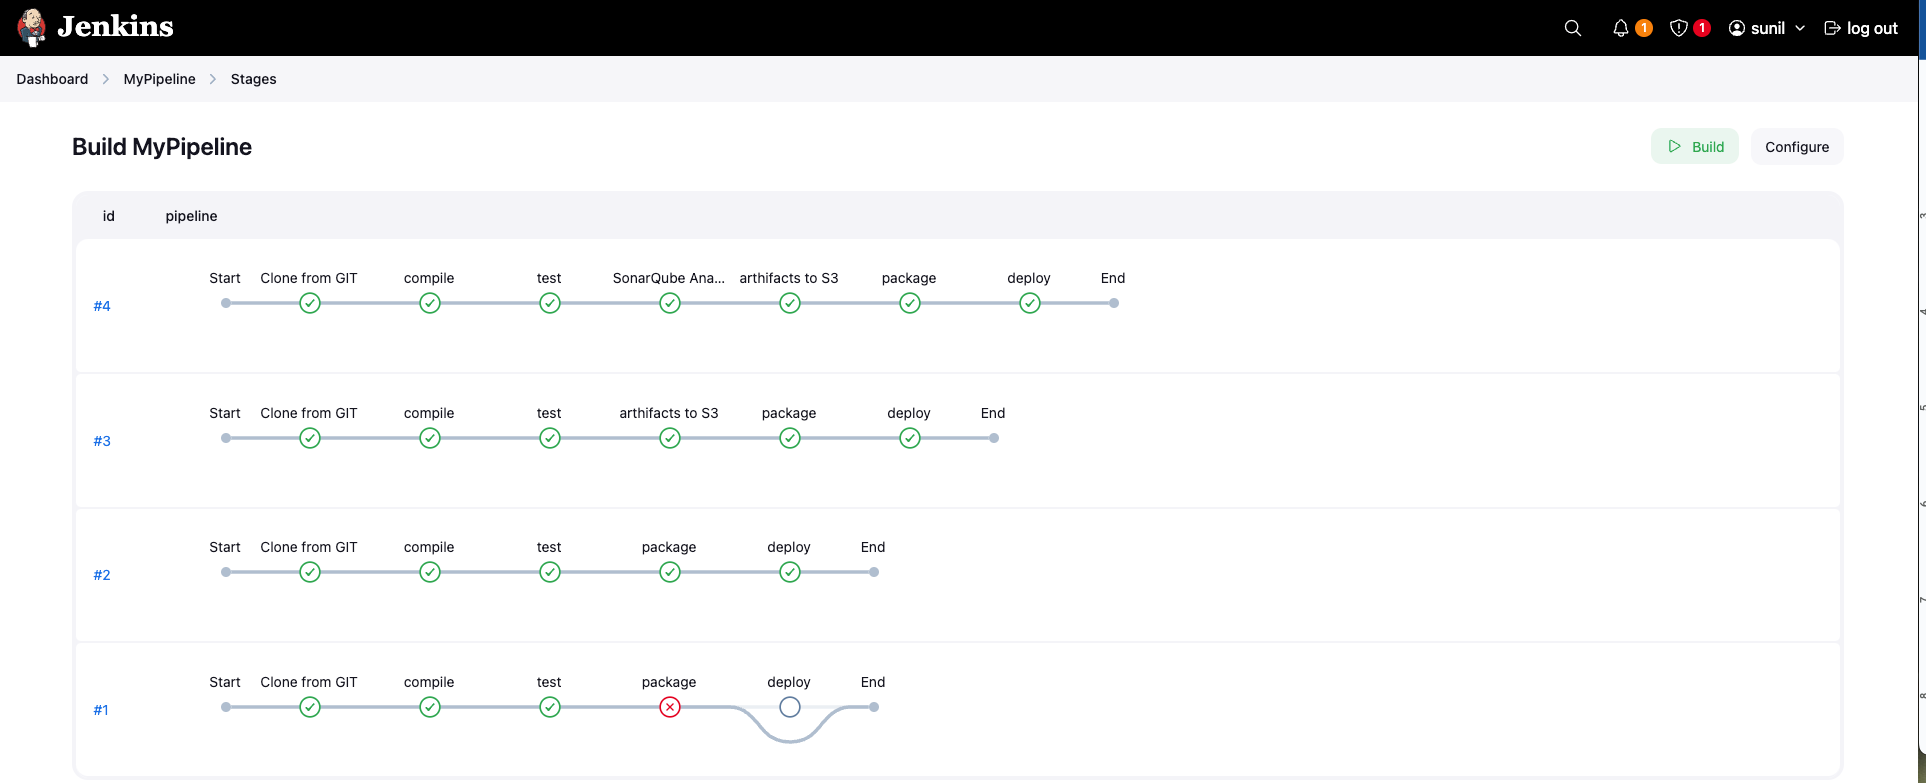 Jenkins
1
1
sunil
log out
Dashboard
MyPipeline
Stages
Build MyPipeline
Build
Configure
id pipeline
Start Clone from GIT compile test SonarQube Ana... arthifacts to S3 package deploy End
#4
Start Clone from GIT compile test arthifacts to S3 package deploy End
#3
Start Clone from GIT compile test package deploy End
#2
Start Clone from GIT compile test package deploy End
#1